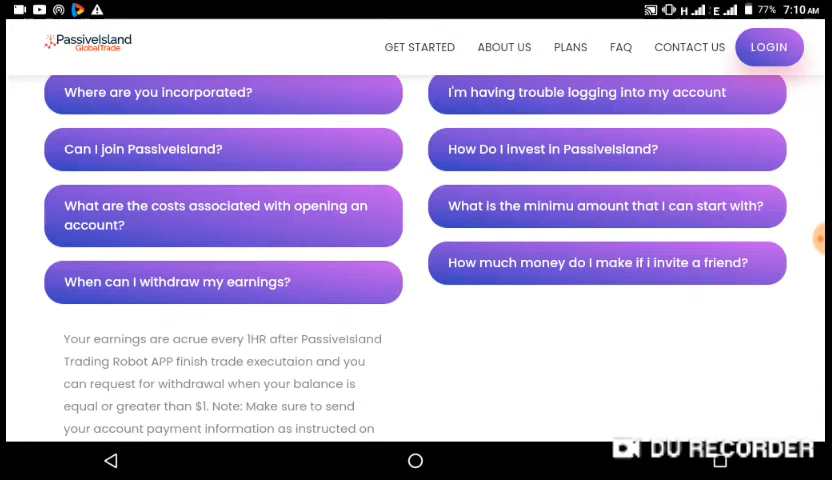 H E 77% 7:10 AM
PassiveIsland
GlobalTrade
GET STARTED ABOUT US PLANS FAQ CONTACT US LOGIN
Where are you incorporated?
I'm having trouble logging into my account
Can I join PassiveIsland?
How Do I invest in PassiveIsland?
What are the costs associated with opening an
account?
What is the minimu amount that I can start with?
When can I withdraw my earnings?
How much money do I make if i invite a friend?
Your earnings are acrue every 1HR after PassiveIsland
Trading Robot APP finish trade executaion and you
can request for withdrawal when your balance is
equal or greater than $1. Note: Make sure to send
your account payment information as instructed on
DU RECORDER